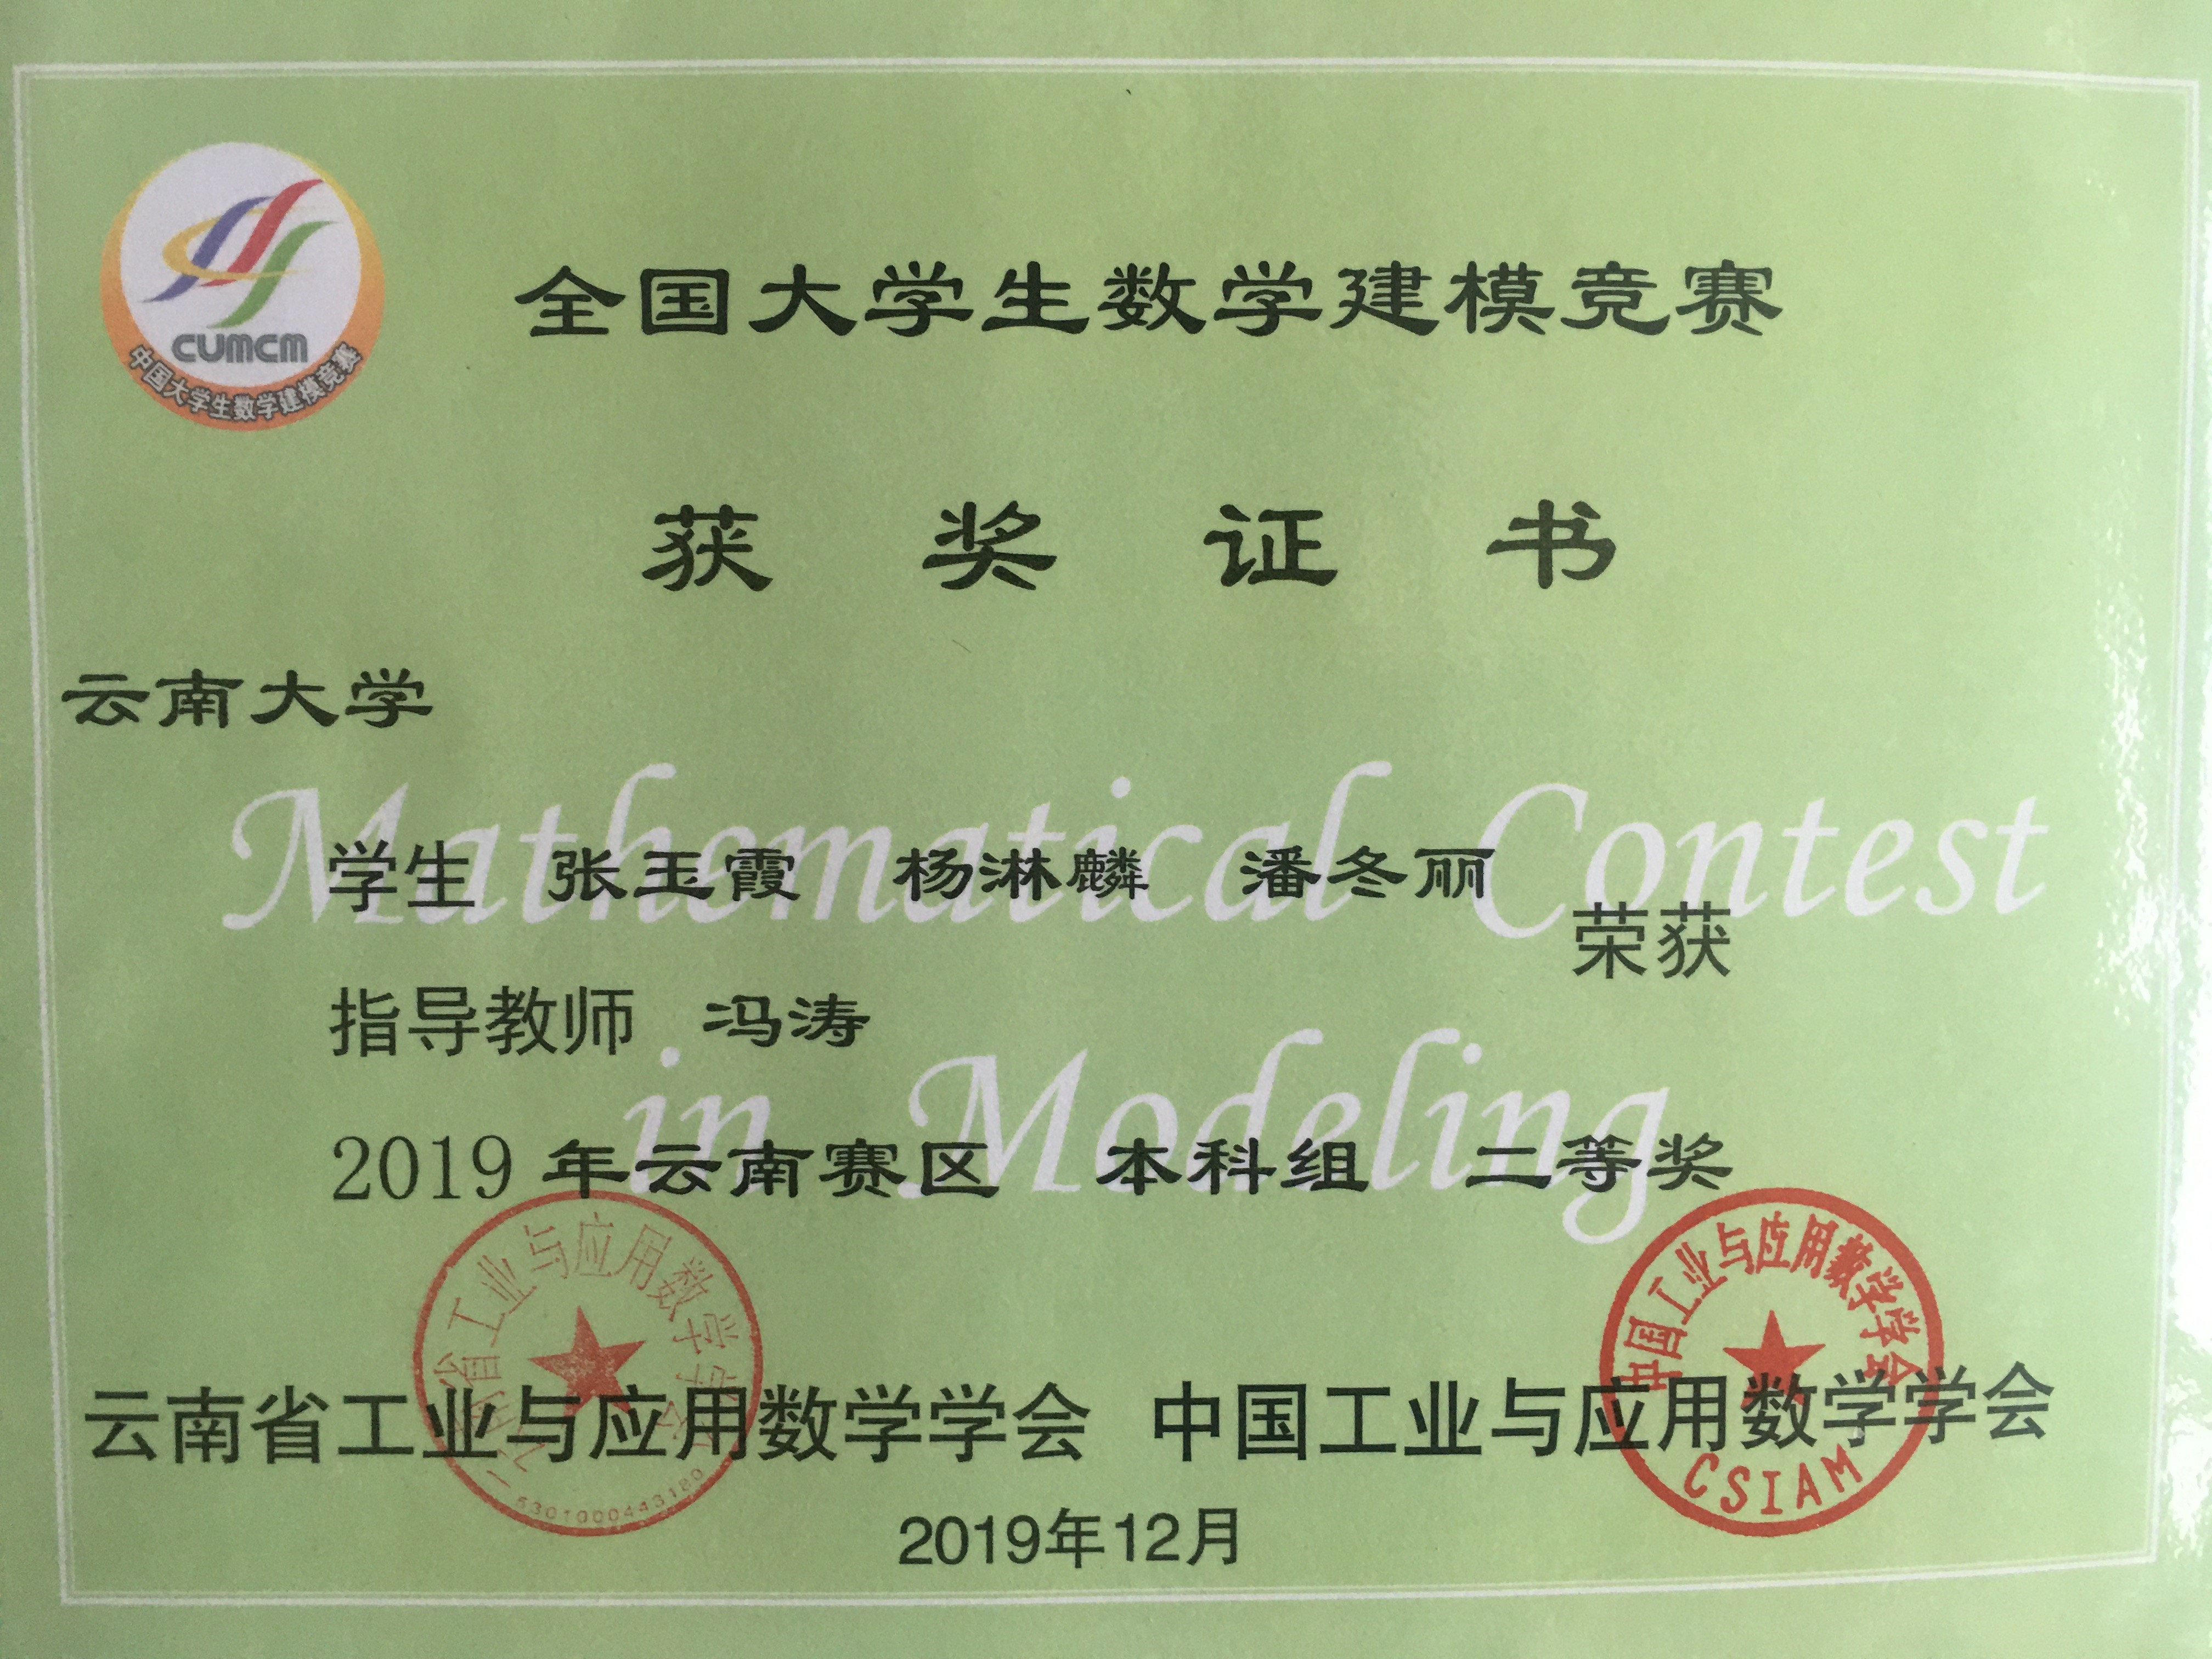 CUMCM
中国大学生数学建模竞赛
全国大学生数学建模竞赛
获奖证书
云南大学
Mathematical Contest
学生 张玉霞 杨淋麟 潘冬丽
荣获
指导教师 冯涛
in Modeling
2019年云南赛区 本科组 二等奖
云南省工业与应用数学学会
5301000443180
中国工业与应用数学学会
CSIAM
云南省工业与应用数学学会 中国工业与应用数学学会
2019年12月